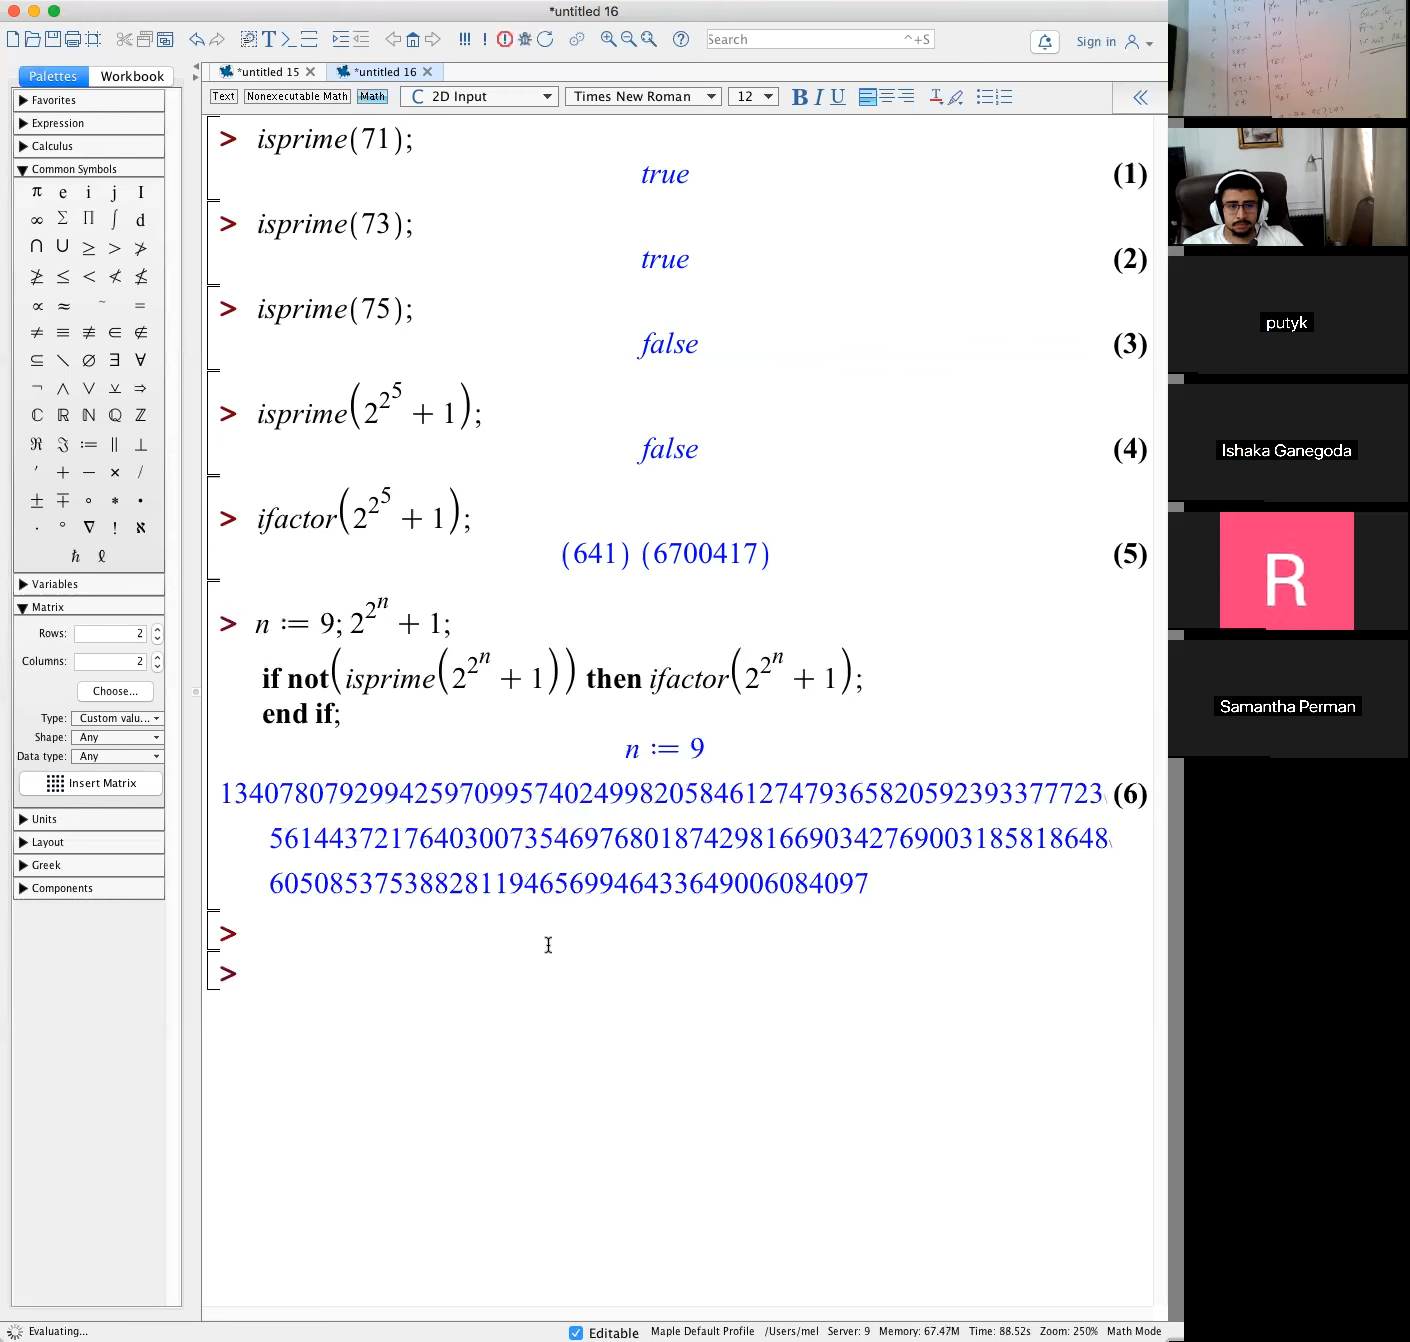 *untitled 16
Search
^+S
Sign in
Palettes
Workbook
*untitled 15
*untitled 16
Text
Nonexecutable Math
Math
C 2D Input
Times New Roman
12
B I U
Favorites
Expression
Calculus
Common Symbols
π e i j I
∞ Σ Π ∫ d
∩ ∪ ≥ > ≯
≱ ≤ < ≮ ≰
∝ ≈ ~ =
≠ ≡ ≢ ∈ ∉
⊆ \ ∅ ∃ ∀
¬ ∧ ∨ ⊻ ⇒
ℂ ℝ ℕ ℚ ℤ
ℜ ℑ := ∥ ⊥
′ + − × /
± ∓ ∘ * •
· ° ∇ ! ℵ
ħ ℓ
Variables
Matrix
Rows: 2
Columns: 2
Choose...
Type: Custom valu...
Shape: Any
Data type: Any
Insert Matrix
Units
Layout
Greek
Components
> isprime(71);
true (1)
> isprime(73);
true (2)
> isprime(75);
false (3)
> isprime(2^(2^5) + 1);
false (4)
> ifactor(2^(2^5) + 1);
(641) (6700417) (5)
> n := 9; 2^(2^n) + 1;
if not(isprime(2^(2^n) + 1)) then ifactor(2^(2^n) + 1);
end if;
n := 9
134078079299425970995740249982058461274793658205923933777235 (6)
5614437217640300735469768018742981669034276900318581864
6050853753882811946569946433649006084097
>
>
putyk
Ishaka Ganegoda
R
Samantha Perman
Evaluating...
Editable
Maple Default Profile
/Users/mel
Server: 9
Memory: 67.47M
Time: 88.52s
Zoom: 250%
Math Mode